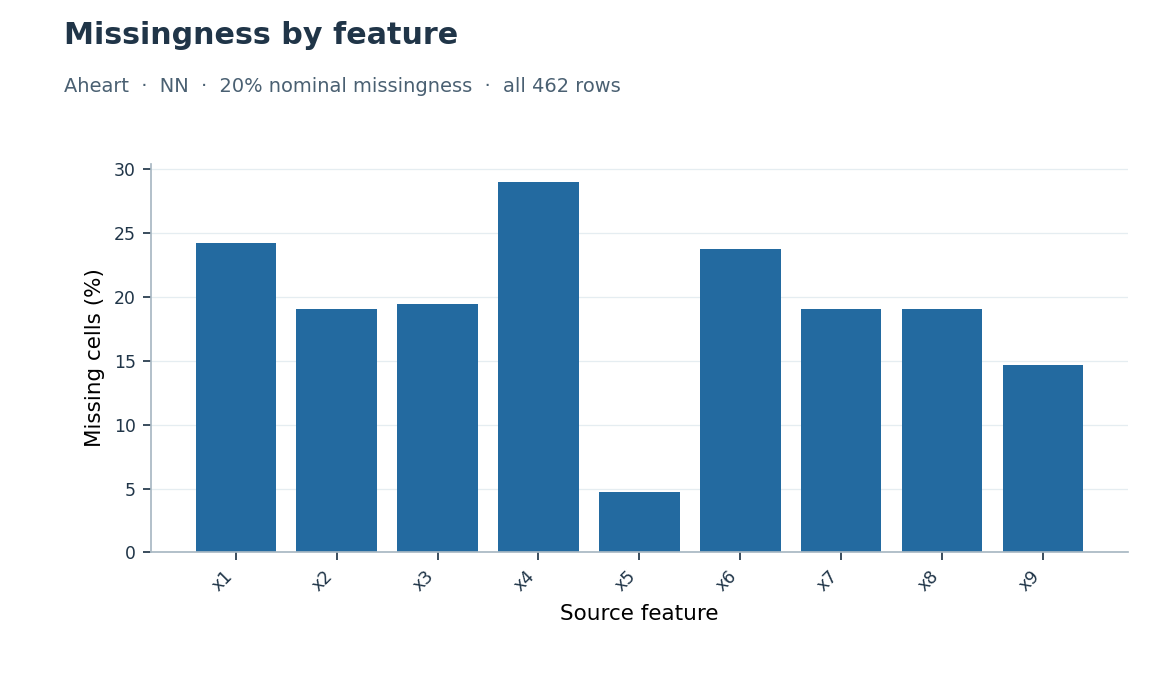 Missingness by feature
Aheart · NN · 20% nominal missingness · all 462 rows
30
25
20
15
10
5
0
Missing cells (%)
x1 x2 x3 x4 x5 x6 x7 x8 x9
Source feature